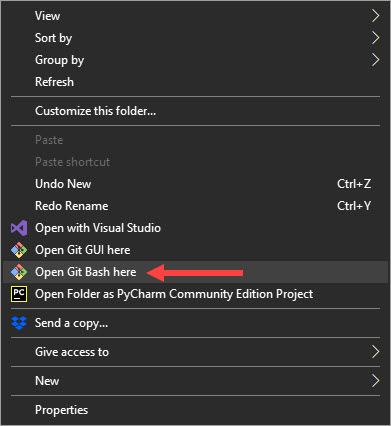 View
Sort by
Group by
Refresh
Customize this folder...
Paste
Paste shortcut
Undo New Ctrl+Z
Redo Rename Ctrl+Y
Open with Visual Studio
Open Git GUI here
Open Git Bash here
PC Open Folder as PyCharm Community Edition Project
Send a copy...
Give access to
New
Properties